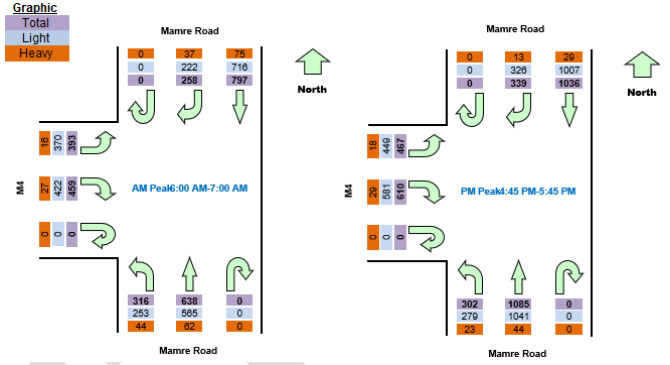 Graphic
Total
Light
Heavy
Mamre Road
0 37 75
0 222 716
0 258 797
North
16 370 393
M4
27 422 459
AM Peak6:00 AM-7:00 AM
0 0 0
316 638 0
253 565 0
44 62 0
Mamre Road
Mamre Road
0 13 29
0 326 1007
0 339 1036
North
18 449 467
M4
29 581 610
PM Peak4:45 PM-5:45 PM
0 0 0
302 1085 0
279 1041 0
23 44 0
Mamre Road